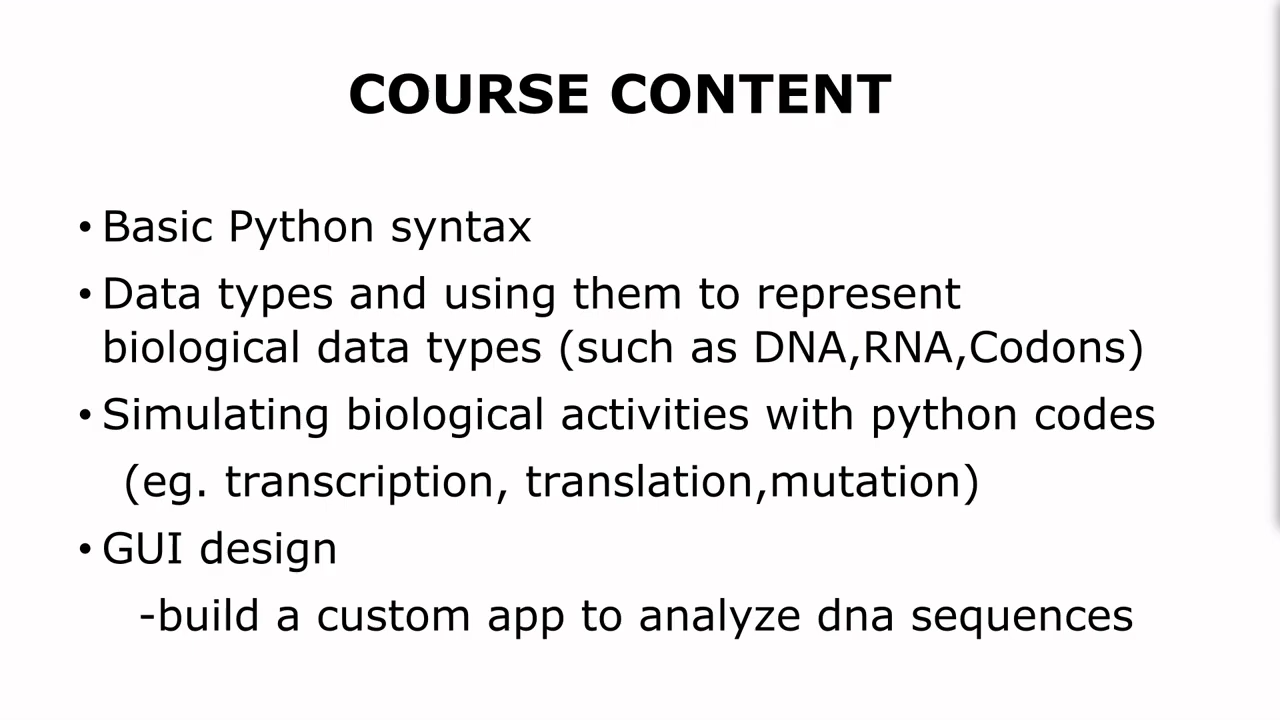 COURSE CONTENT
• Basic Python syntax
• Data types and using them to represent
biological data types (such as DNA,RNA,Codons)
• Simulating biological activities with python codes
(eg. transcription, translation,mutation)
• GUI design
-build a custom app to analyze dna sequences